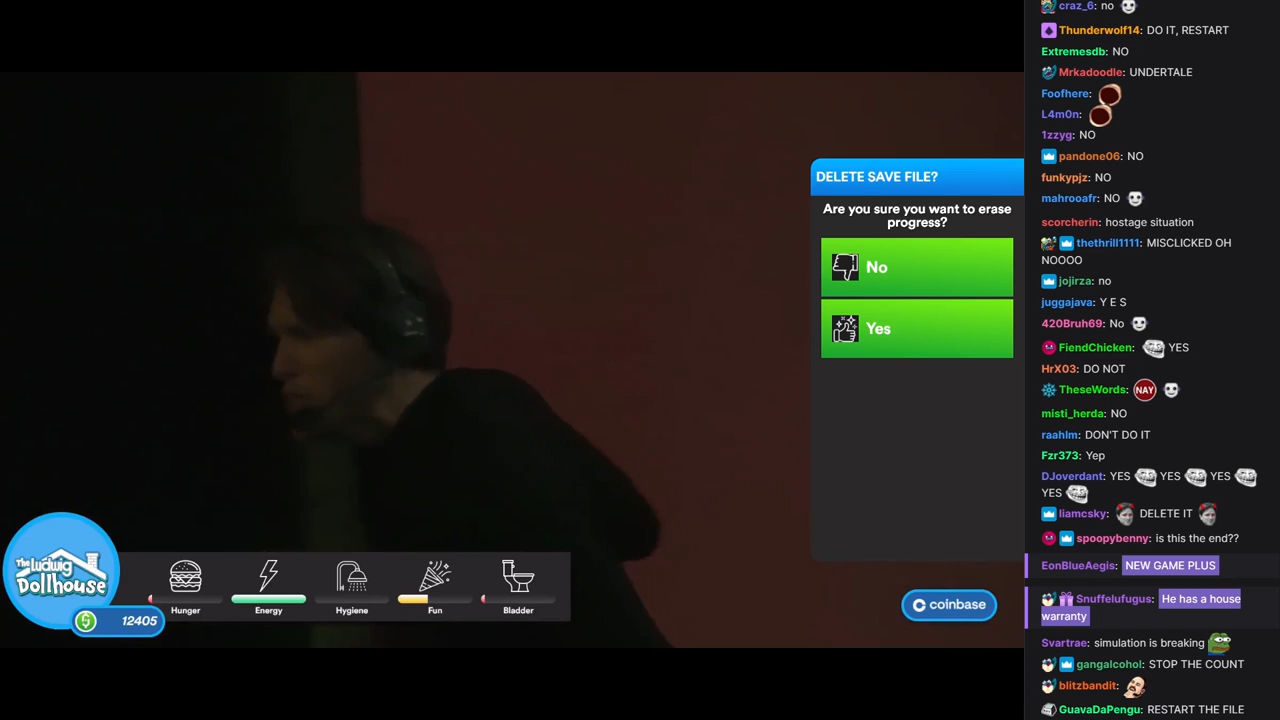 DELETE SAVE FILE?
Are you sure you want to erase
progress?
No
Yes
The Ludwig
Dollhouse
12405
Hunger
Energy
Hygiene
Fun
Bladder
coinbase
craz_6: no
Thunderwolf14: DO IT, RESTART
Extremesdb: NO
Mrkadoodle: UNDERTALE
Foofhere:
L4m0n:
1zzyg: NO
pandone06: NO
funkypjz: NO
mahrooafr: NO
scorcherin: hostage situation
thethrill1111: MISCLICKED OH
NOOOO
jojirza: no
juggajava: Y E S
420Bruh69: No
FiendChicken: YES
HrX03: DO NOT
TheseWords: NAY
misti_herda: NO
raahlm: DON'T DO IT
Fzr373: Yep
DJoverdant: YES YES YES
YES
liamcsky: DELETE IT
spoopybenny: is this the end??
EonBlueAegis: NEW GAME PLUS
Snuffelufugus: He has a house
warranty
Svartrae: simulation is breaking
gangalcohol: STOP THE COUNT
blitzbandit:
GuavaDaPengu: RESTART THE FILE